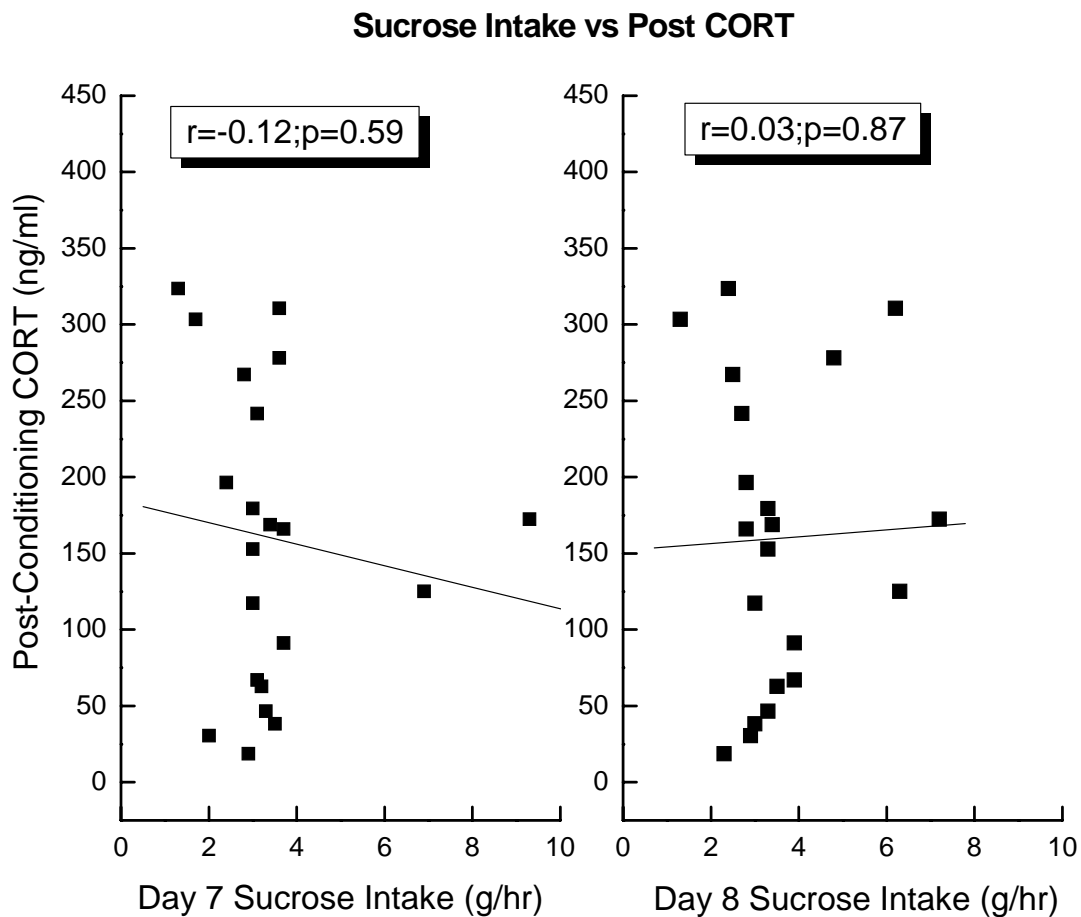 Sucrose Intake vs Post CORT
Post-Conditioning CORT (ng/ml)
450
400
350
300
250
200
150
100
50
0
r=-0.12;p=0.59
0 2 4 6 8 10
Day 7 Sucrose Intake (g/hr)
450
400
350
300
250
200
150
100
50
0
r=0.03;p=0.87
0 2 4 6 8 10
Day 8 Sucrose Intake (g/hr)